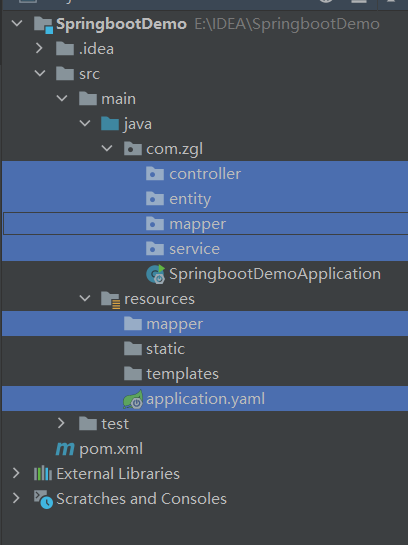 SpringbootDemo E:\IDEA\SpringbootDemo
.idea
src
main
java
com.zgl
controller
entity
mapper
service
SpringbootDemoApplication
resources
mapper
static
templates
application.yaml
test
pom.xml
External Libraries
Scratches and Consoles